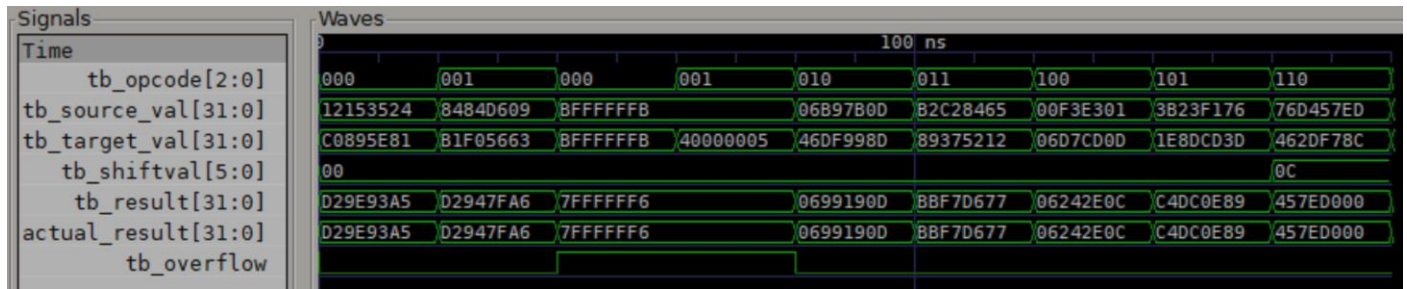 Signals Waves
Time 0 100 ns
tb_opcode[2:0] 000 001 000 001 010 011 100 101 110
tb_source_val[31:0] 12153524 8484D609 BFFFFFFB 06B97B0D B2C28465 00F3E301 3B23F176 76D457ED
tb_target_val[31:0] C0895E81 B1F05663 BFFFFFFB 40000005 46DF998D 89375212 06D7CD0D 1E8DCD3D 462DF78C
tb_shiftval[5:0] 00 0C
tb_result[31:0] D29E93A5 D2947FA6 7FFFFFF6 0699190D BBF7D677 06242E0C C4DC0E89 457ED000
actual_result[31:0] D29E93A5 D2947FA6 7FFFFFF6 0699190D BBF7D677 06242E0C C4DC0E89 457ED000
tb_overflow